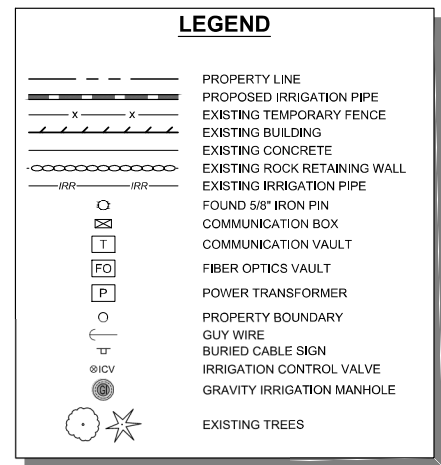 LEGEND
PROPERTY LINE
PROPOSED IRRIGATION PIPE
x x EXISTING TEMPORARY FENCE
EXISTING BUILDING
EXISTING CONCRETE
EXISTING ROCK RETAINING WALL
IRR IRR EXISTING IRRIGATION PIPE
FOUND 5/8" IRON PIN
COMMUNICATION BOX
T COMMUNICATION VAULT
FO FIBER OPTICS VAULT
P POWER TRANSFORMER
PROPERTY BOUNDARY
GUY WIRE
BURIED CABLE SIGN
ICV IRRIGATION CONTROL VALVE
GI GRAVITY IRRIGATION MANHOLE
EXISTING TREES